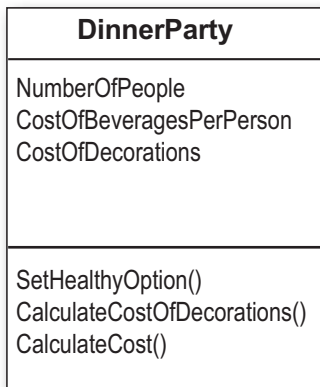 DinnerParty
NumberOfPeople
CostOfBeveragesPerPerson
CostOfDecorations
SetHealthyOption()
CalculateCostOfDecorations()
CalculateCost()